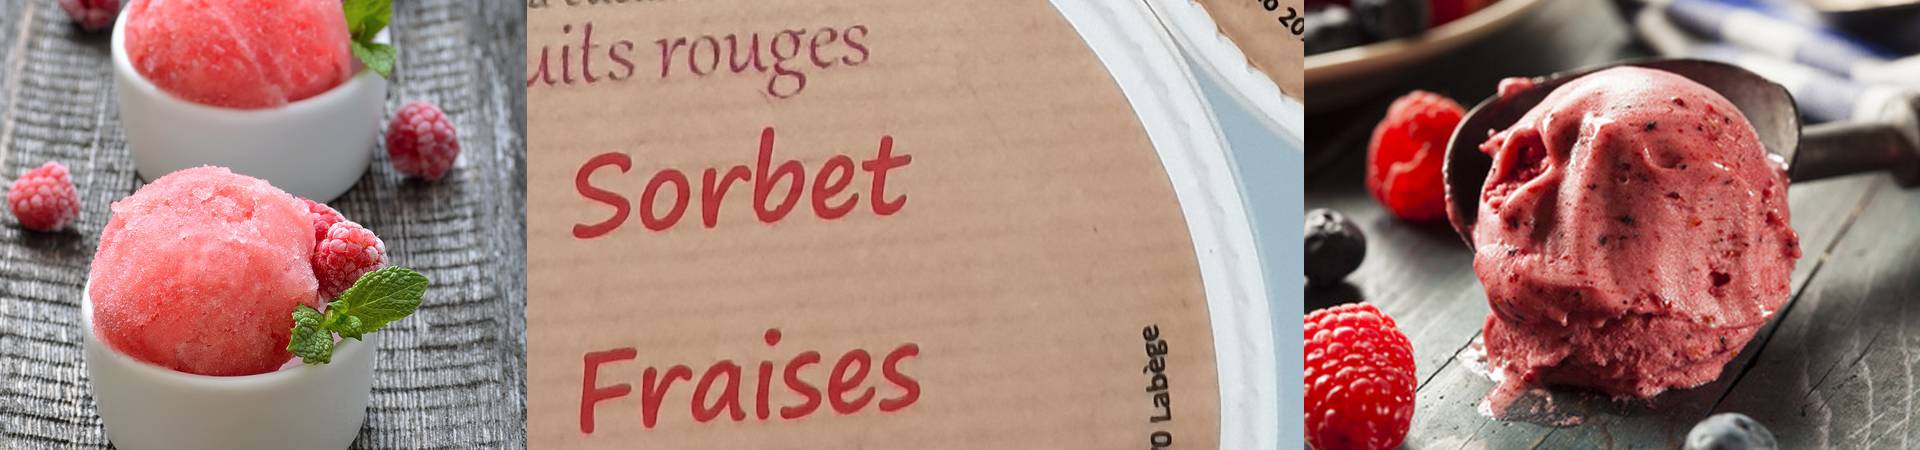 uits rouges
Sorbet
Fraises
o Labège